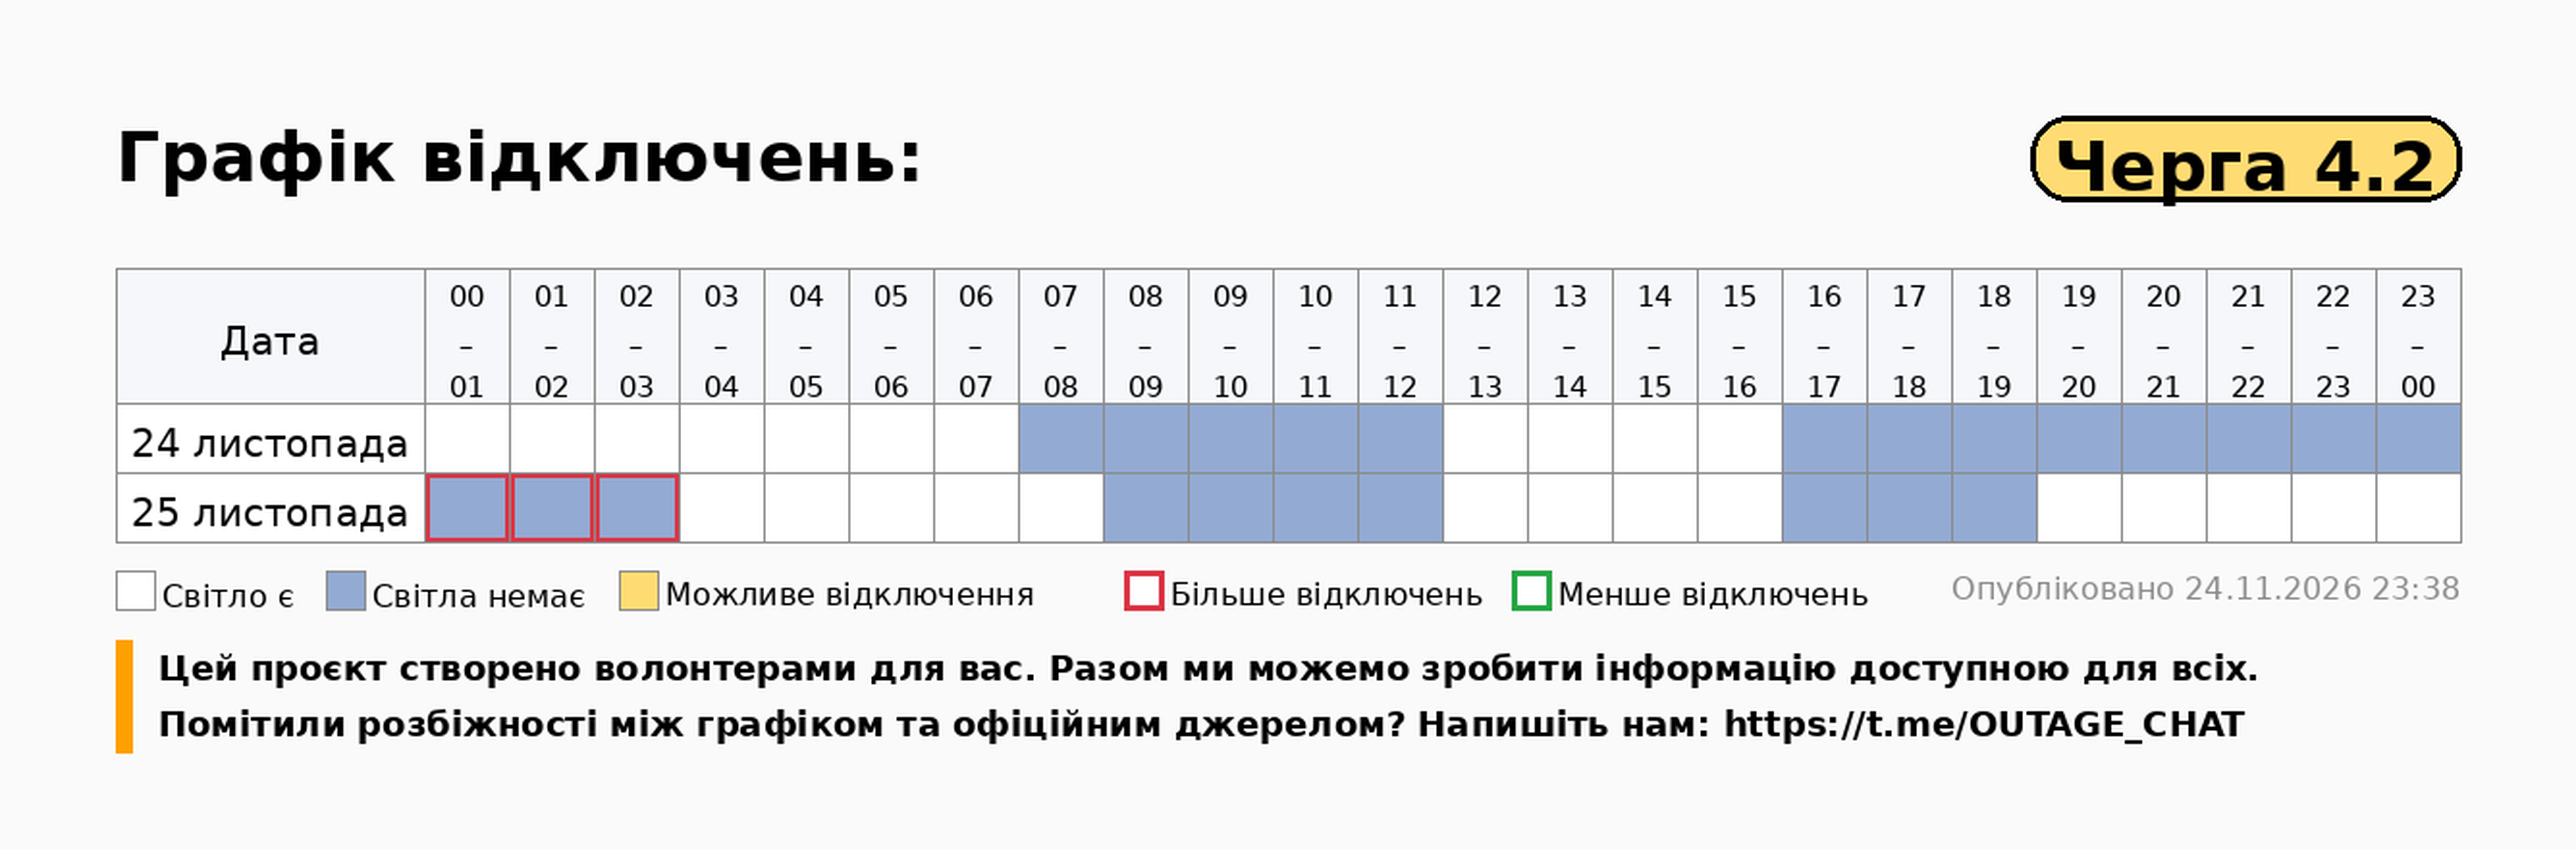 Графік відключень:
Черга 4.2
Дата
00 – 01
01 – 02
02 – 03
03 – 04
04 – 05
05 – 06
06 – 07
07 – 08
08 – 09
09 – 10
10 – 11
11 – 12
12 – 13
13 – 14
14 – 15
15 – 16
16 – 17
17 – 18
18 – 19
19 – 20
20 – 21
21 – 22
22 – 23
23 – 00
24 листопада
25 листопада
Світло є
Світла немає
Можливе відключення
Більше відключень
Менше відключень
Опубліковано 24.11.2026 23:38
Цей проєкт створено волонтерами для вас. Разом ми можемо зробити інформацію доступною для всіх.
Помітили розбіжності між графіком та офіційним джерелом? Напишіть нам: https://t.me/OUTAGE_CHAT